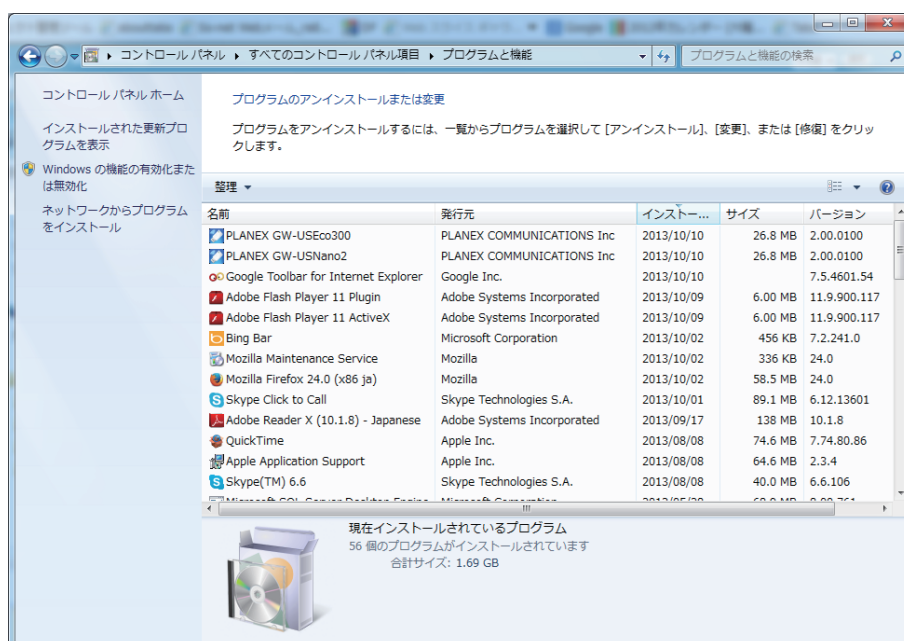 コントロール パネル ▸ すべてのコントロール パネル項目 ▸ プログラムと機能
プログラムと機能の検索
コントロール パネル ホーム
インストールされた更新プロ
グラムを表示
Windows の機能の有効化また
は無効化
ネットワークからプログラム
をインストール
プログラムのアンインストールまたは変更
プログラムをアンインストールするには、一覧からプログラムを選択して [アンインストール]、[変更]、または [修復] をクリッ
クします。
整理
名前 発行元 インストー... サイズ バージョン
PLANEX GW-USEco300 PLANEX COMMUNICATIONS Inc 2013/10/10 26.8 MB 2.00.0100
PLANEX GW-USNano2 PLANEX COMMUNICATIONS Inc 2013/10/10 26.8 MB 2.00.0100
Google Toolbar for Internet Explorer Google Inc. 2013/10/10 7.5.4601.54
Adobe Flash Player 11 Plugin Adobe Systems Incorporated 2013/10/09 6.00 MB 11.9.900.117
Adobe Flash Player 11 ActiveX Adobe Systems Incorporated 2013/10/09 6.00 MB 11.9.900.117
Bing Bar Microsoft Corporation 2013/10/02 456 KB 7.2.241.0
Mozilla Maintenance Service Mozilla 2013/10/02 336 KB 24.0
Mozilla Firefox 24.0 (x86 ja) Mozilla 2013/10/02 58.5 MB 24.0
Skype Click to Call Skype Technologies S.A. 2013/10/01 89.1 MB 6.12.13601
Adobe Reader X (10.1.8) - Japanese Adobe Systems Incorporated 2013/09/17 138 MB 10.1.8
QuickTime Apple Inc. 2013/08/08 74.6 MB 7.74.80.86
Apple Application Support Apple Inc. 2013/08/08 64.6 MB 2.3.4
Skype(TM) 6.6 Skype Technologies S.A. 2013/08/08 40.0 MB 6.6.106
Microsoft SQL Server Desktop Engine Microsoft Corporation
現在インストールされているプログラム
56 個のプログラムがインストールされています
合計サイズ: 1.69 GB